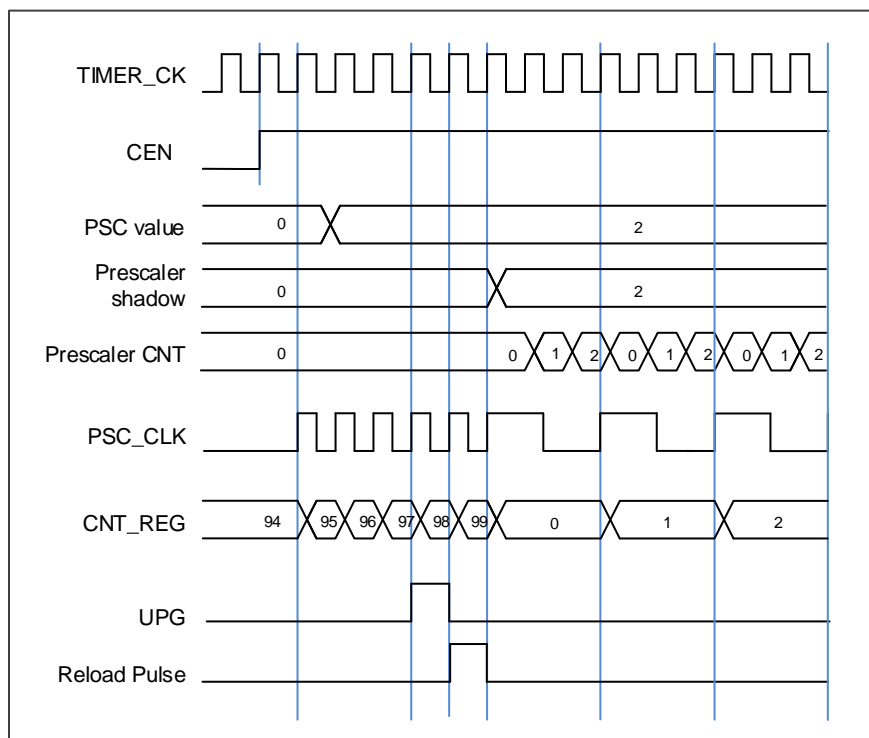 TIMER_CK
CEN
PSC value 0 2
Prescaler
shadow 0 2
Prescaler CNT 0 0 1 2 0 1 2 0 1 2
PSC_CLK
CNT_REG 94 95 96 97 98 99 0 1 2
UPG
Reload Pulse